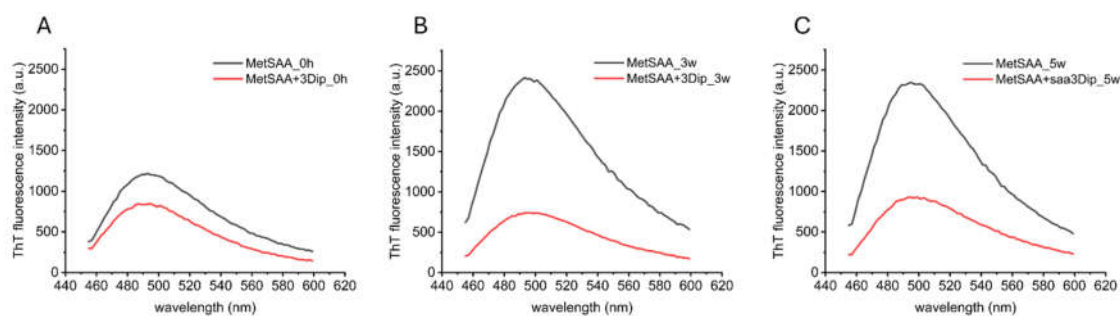 A
ThT fluorescence intensity (a.u.)
2500
2000
1500
1000
500
0
MetSAA_0h
MetSAA+3Dip_0h
440 460 480 500 520 540 560 580 600 620
wavelength (nm)
B
ThT fluorescence intensity (a.u.)
2500
2000
1500
1000
500
0
MetSAA_3w
MetSAA+3Dip_3w
440 460 480 500 520 540 560 580 600 620
wavelength (nm)
C
ThT fluorescence intensity (a.u.)
2500
2000
1500
1000
500
0
MetSAA_5w
MetSAA+saa3Dip_5w
440 460 480 500 520 540 560 580 600 620
wavelength (nm)